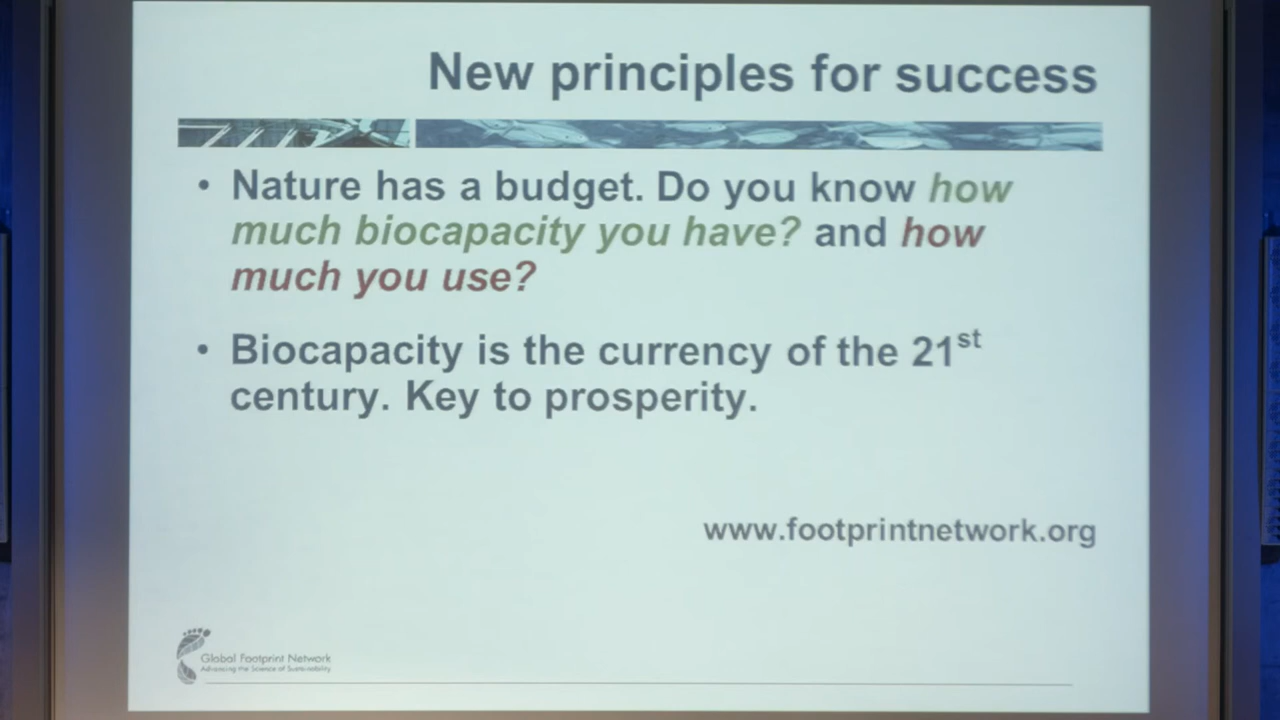 New principles for success
• Nature has a budget. Do you know how
much biocapacity you have? and how
much you use?
• Biocapacity is the currency of the 21st
century. Key to prosperity.
www.footprintnetwork.org
Global Footprint Network
Advancing the Science of Sustainability